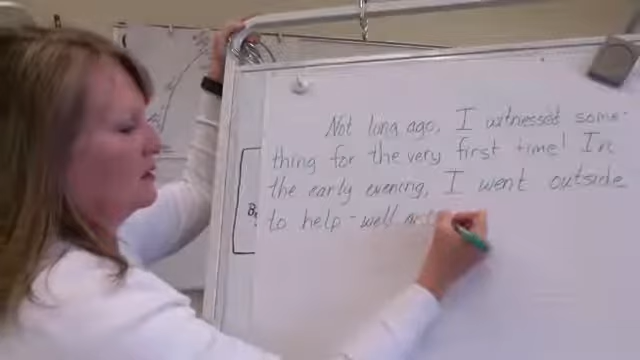 Not long ago, I witnessed some-
thing for the very first time! In
the early evening, I went outside
to help - well
B